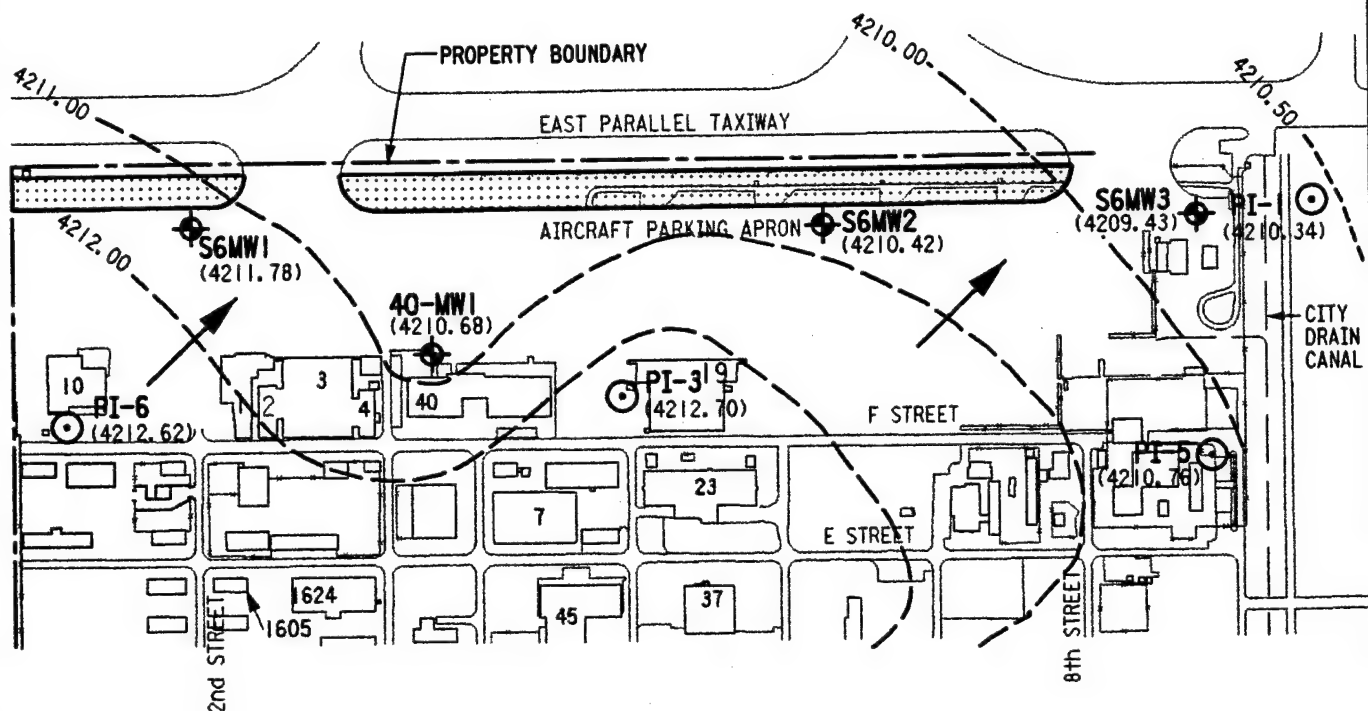 4210.00
4210.50
4211.00
PROPERTY BOUNDARY
EAST PARALLEL TAXIWAY
4212.00
S6MW1
(4211.78)
AIRCRAFT PARKING APRON
S6MW2
(4210.42)
S6MW3
(4209.43)
PI-1
(4210.34)
40-MW1
(4210.68)
CITY
DRAIN
CANAL
10
PI-6
(4212.62)
1
2
3
4
40
PI-3
(4212.70)
19
F STREET
PI-5
(4210.76)
7
23
E STREET
1624
1605
45
37
2nd STREET
8th STREET